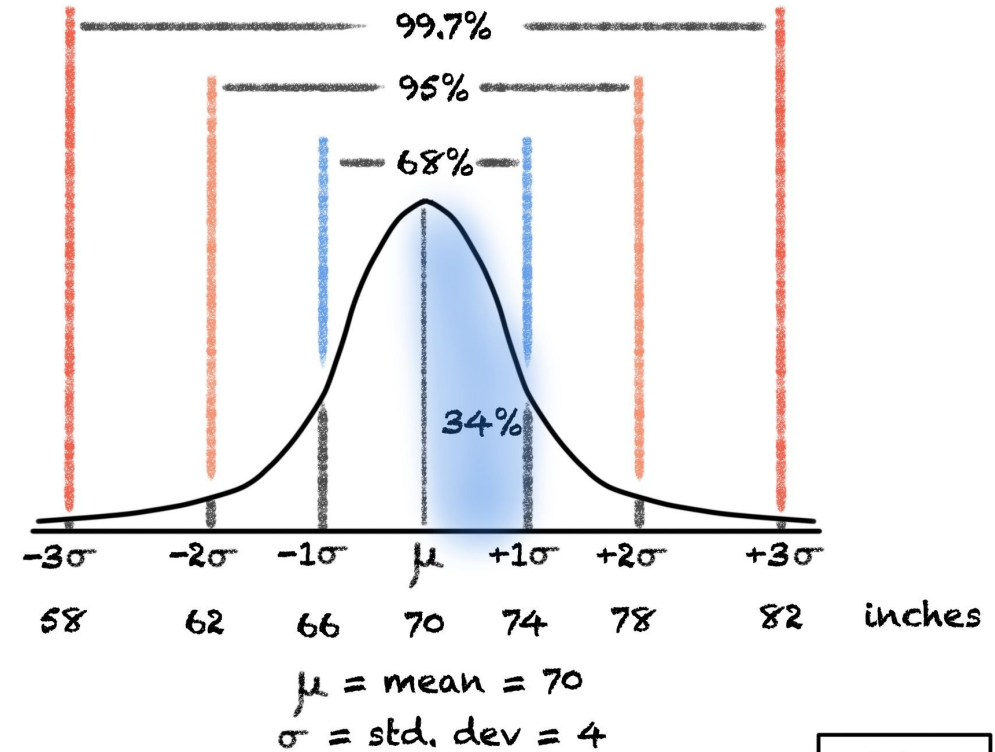 99.7%
95%
68%
34%
-3σ -2σ -1σ μ +1σ +2σ +3σ
58 62 66 70 74 78 82 inches
μ = mean = 70
σ = std. dev = 4